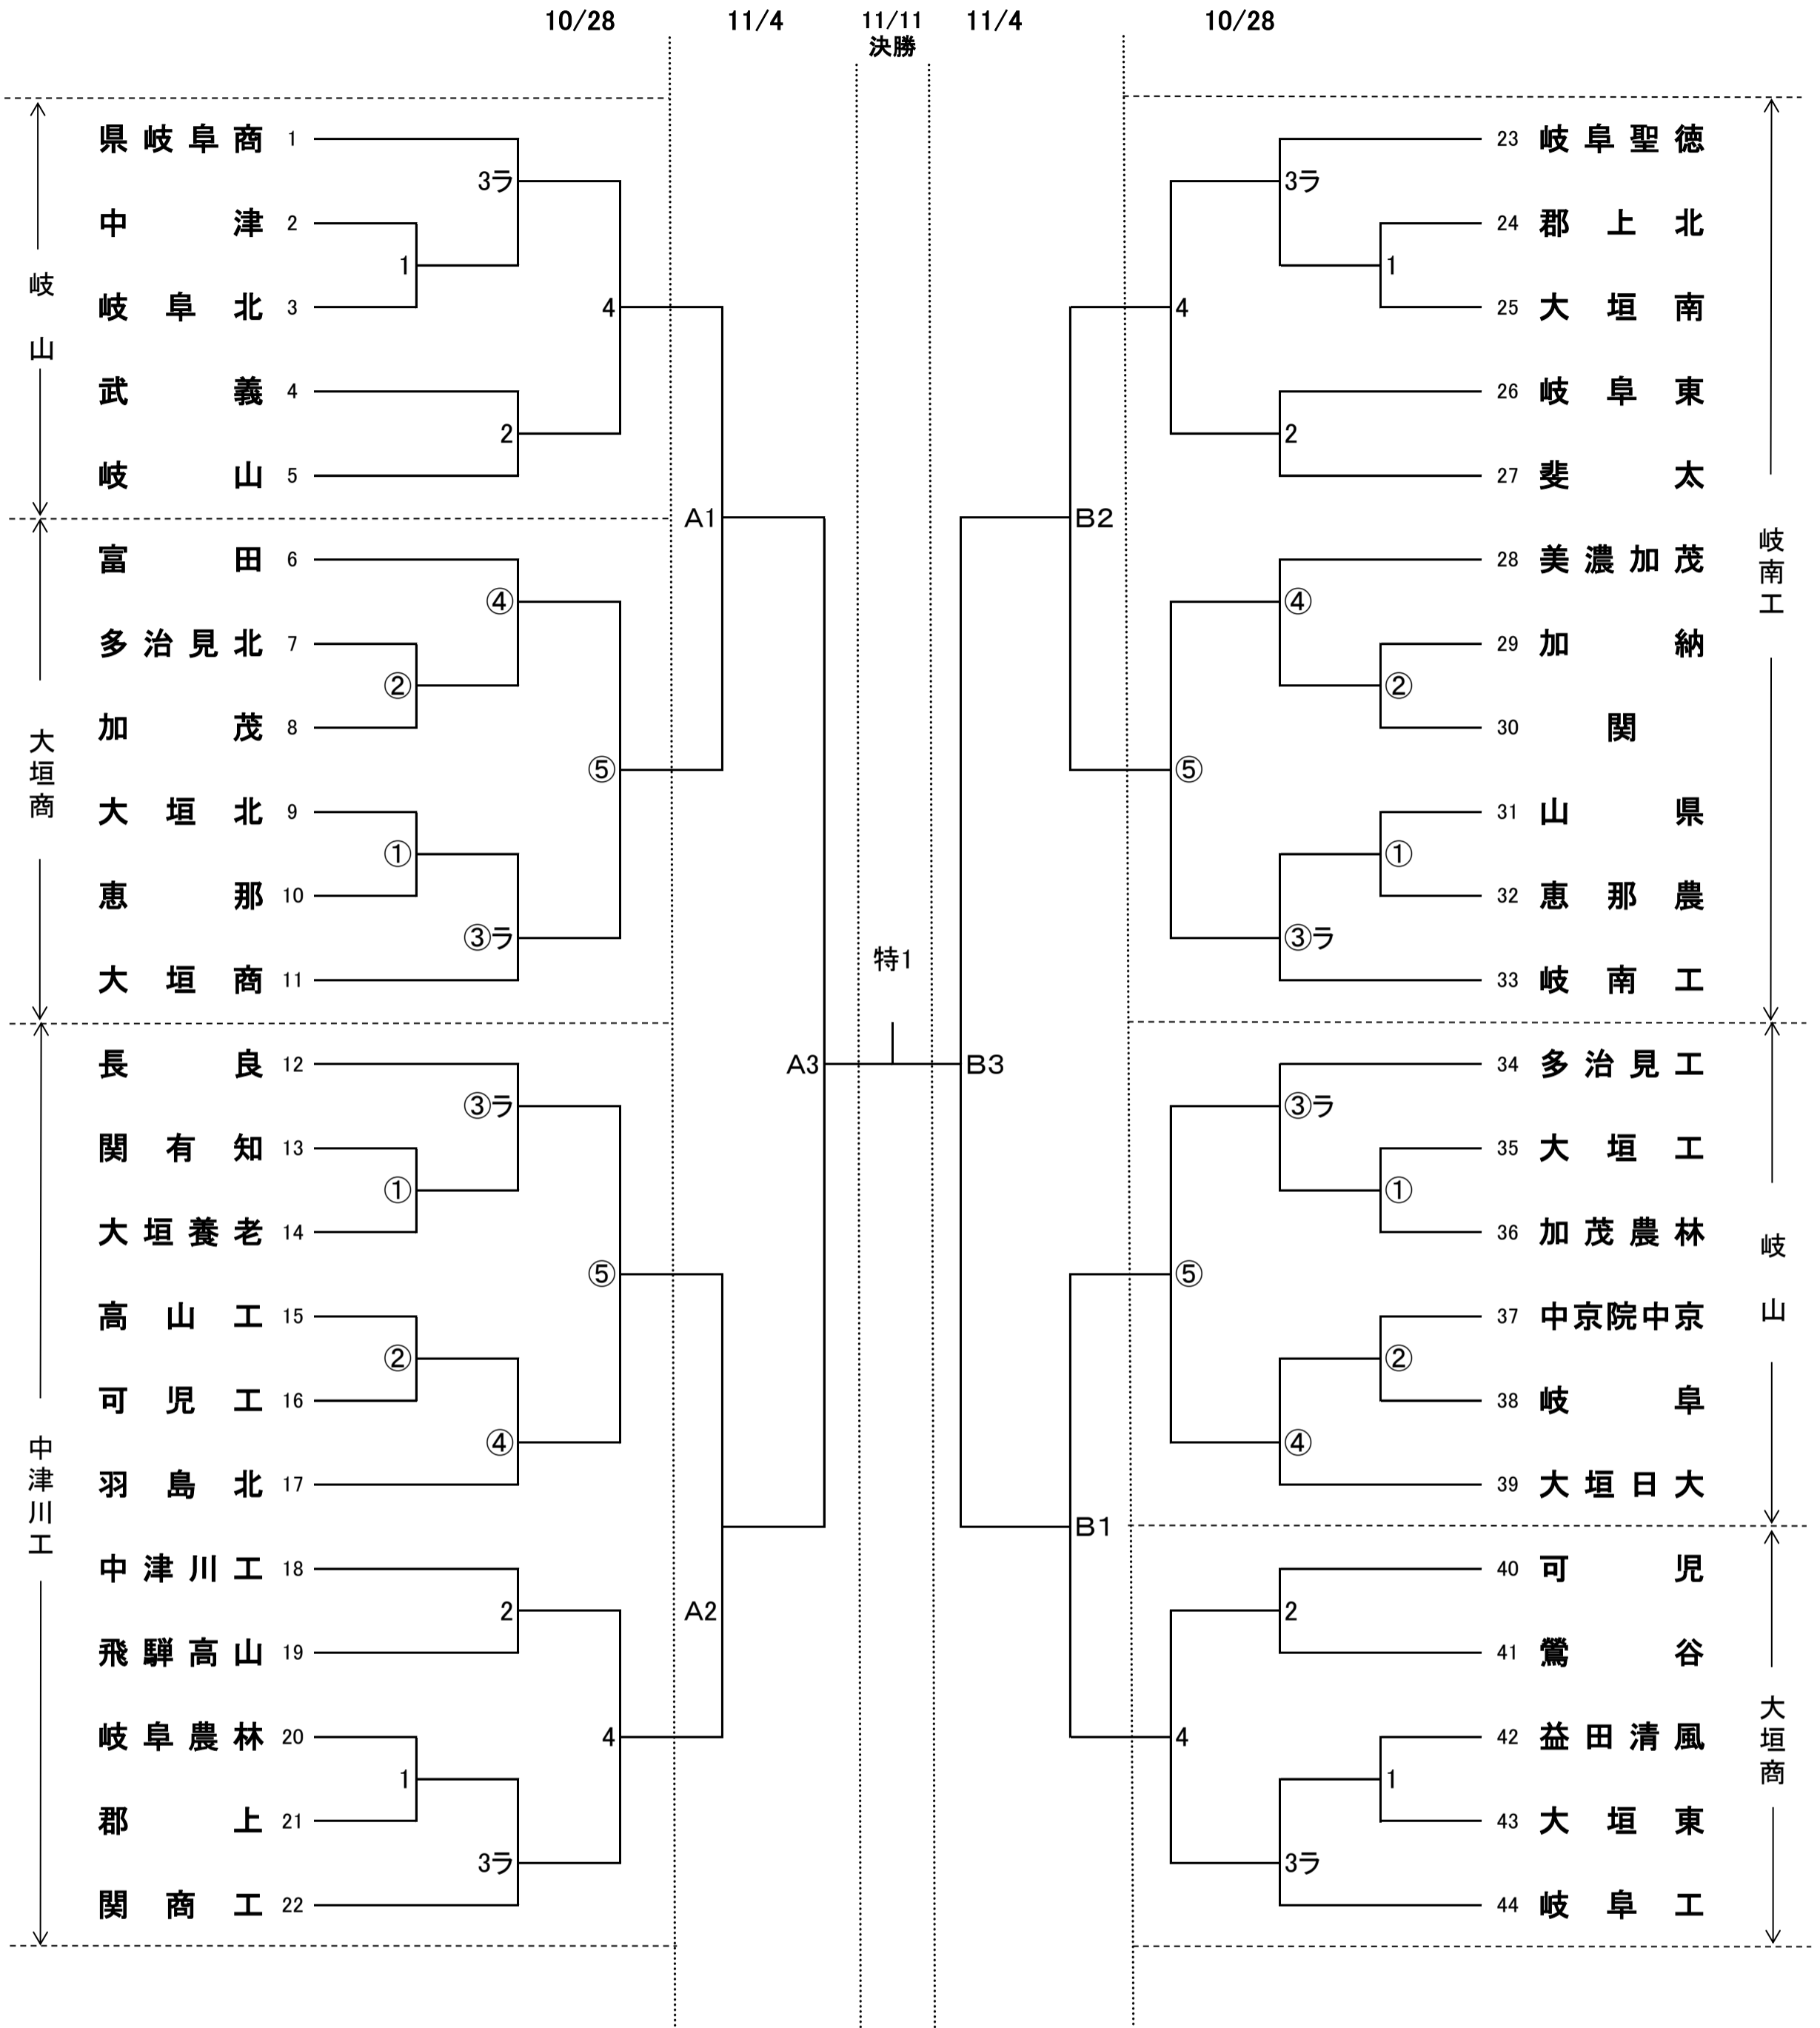 10/28 11/4 11/11 11/4 10/28
決勝
岐山
県岐阜商 1
3ラ
中津 2
1
岐阜北 3
4
武義 4
2
岐山 5
A1
大垣商
富田 6
④
多治見北 7
②
加茂 8
⑤
大垣北 9
①
恵那 10
③ラ
大垣商 11
中津川工
長良 12
③ラ
関有知 13
①
大垣養老 14
⑤
高山工 15
②
可児工 16
④
羽島北 17
中津川工 18
2
A2
飛騨高山 19
岐阜農林 20
4
1
郡上 21
3ラ
関商工 22
A3
特1
B3
23 岐阜聖徳
3ラ
24 郡上北
1
25 大垣南
4
26 岐阜東
2
27 斐太
B2
岐南工
28 美濃加茂
④
29 加納
②
30 関
⑤
31 山県
①
32 恵那農
③ラ
33 岐南工
34 多治見工
③ラ
35 大垣工
①
36 加茂農林
岐山
⑤
37 中京院中京
②
38 岐阜
④
39 大垣日大
B1
40 可児
2
41 鶯谷
大垣商
42 益田清風
4
1
43 大垣東
3ラ
44 岐阜工